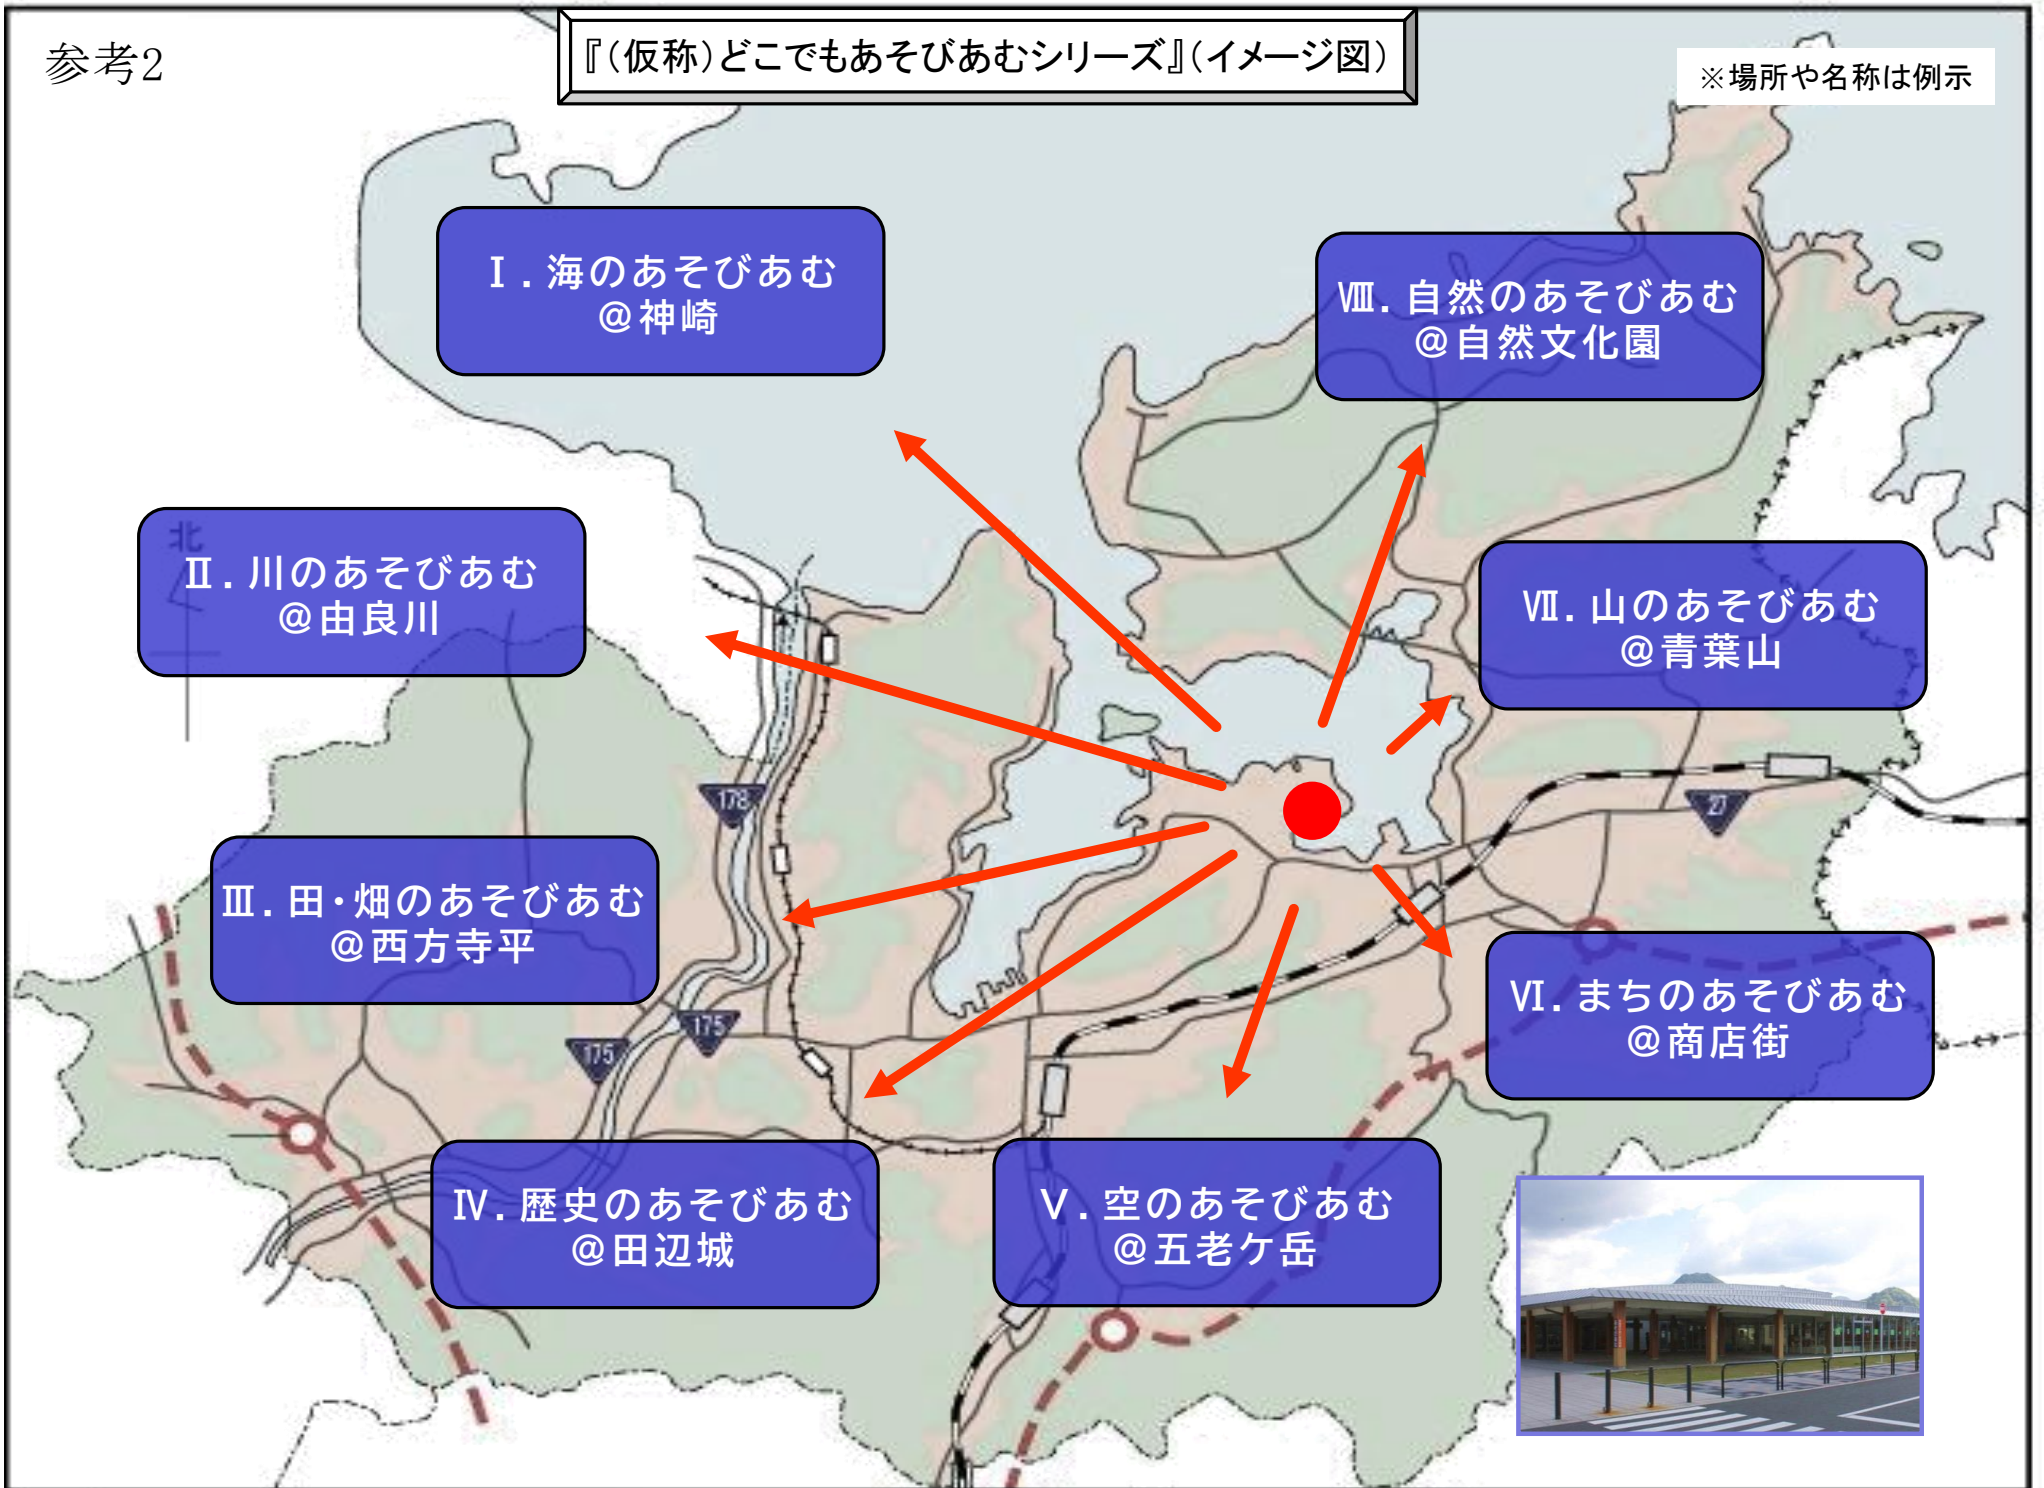 参考2
『(仮称)どこでもあそびあむシリーズ』(イメージ図)
※場所や名称は例示
Ⅰ.海のあそびあむ
@神崎
Ⅷ.自然のあそびあむ
@自然文化園
北
Ⅱ.川のあそびあむ
@由良川
Ⅶ.山のあそびあむ
@青葉山
178
27
Ⅲ.田・畑のあそびあむ
@西方寺平
175
175
Ⅵ.まちのあそびあむ
@商店街
Ⅳ.歴史のあそびあむ
@田辺城
Ⅴ.空のあそびあむ
@五老ケ岳